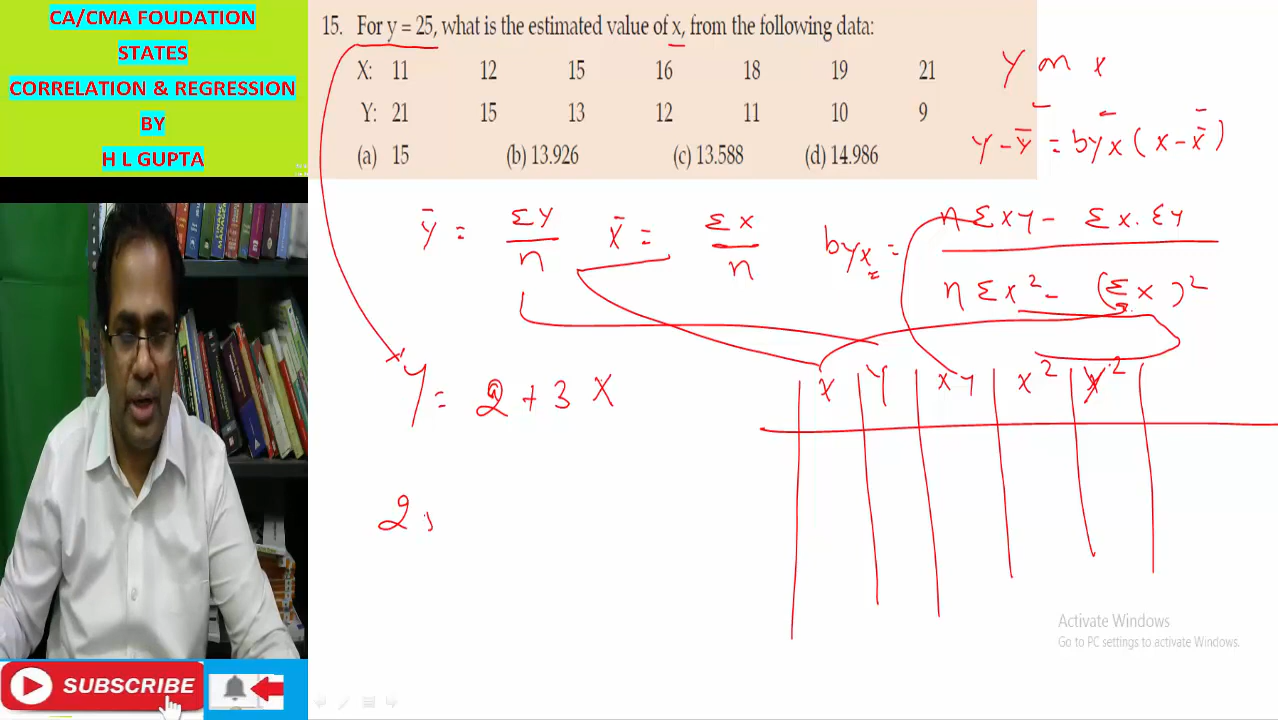 CA/CMA FOUDATION
STATES
CORRELATION & REGRESSION
BY
H L GUPTA
15. For y = 25, what is the estimated value of x, from the following data:
X: 11 12 15 16 18 19 21
Y: 21 15 13 12 11 10 9
(a) 15 (b) 13.926 (c) 13.588 (d) 14.986
Y on x
y - ȳ = byx ( x - x̄ )
ȳ = Σy / n x̄ = Σx / n byx = nΣxy - Σx. Σy / nΣx² - (Σx)²
Y = 2 + 3 X
X Y XY X² Y²
2
SUBSCRIBE
Activate Windows
Go to PC settings to activate Windows.